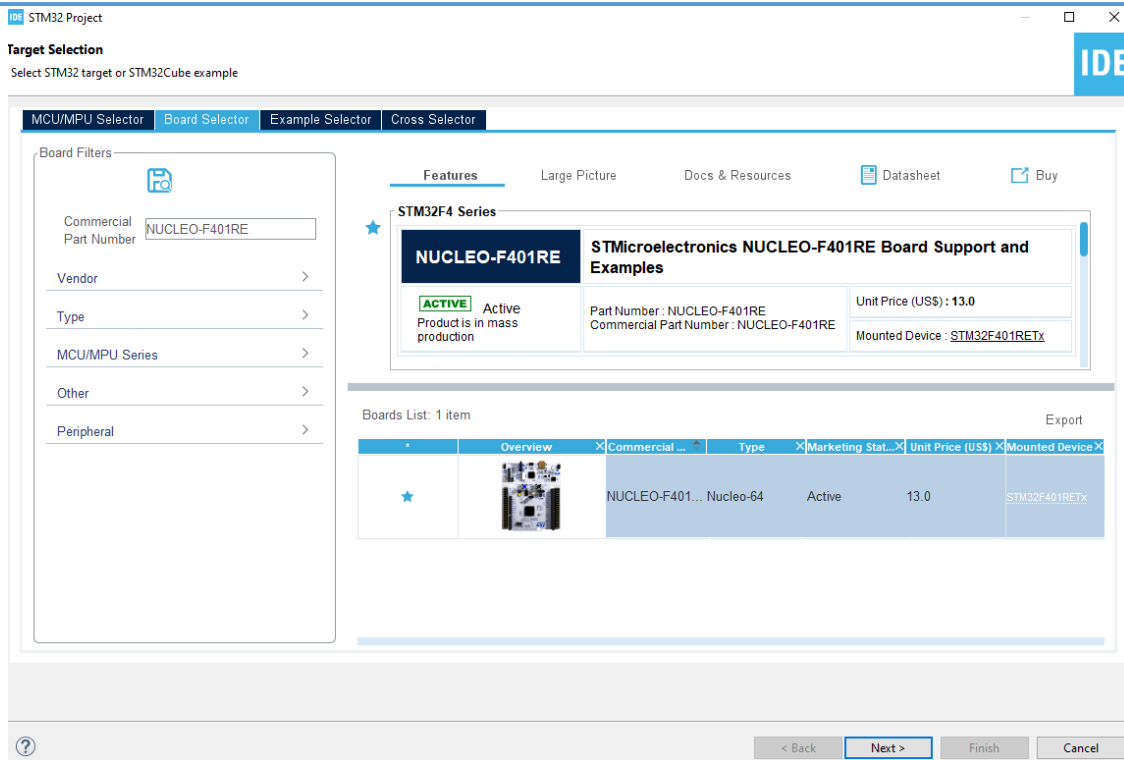 IDE STM32 Project
Target Selection
Select STM32 target or STM32Cube example
IDE
MCU/MPU Selector Board Selector Example Selector Cross Selector
Board Filters
Commercial
Part Number
NUCLEO-F401RE
Vendor
Type
MCU/MPU Series
Other
Peripheral
Features Large Picture Docs & Resources Datasheet Buy
STM32F4 Series
NUCLEO-F401RE
STMicroelectronics NUCLEO-F401RE Board Support and
Examples
ACTIVE Active
Product is in mass
production
Part Number : NUCLEO-F401RE
Commercial Part Number : NUCLEO-F401RE
Unit Price (US$) : 13.0
Mounted Device : STM32F401RETx
Boards List: 1 item
Export
* Overview Commercial ... Type Marketing Stat... Unit Price (US$) Mounted Device
NUCLEO-F401... Nucleo-64 Active 13.0 STM32F401RETx
< Back Next > Finish Cancel